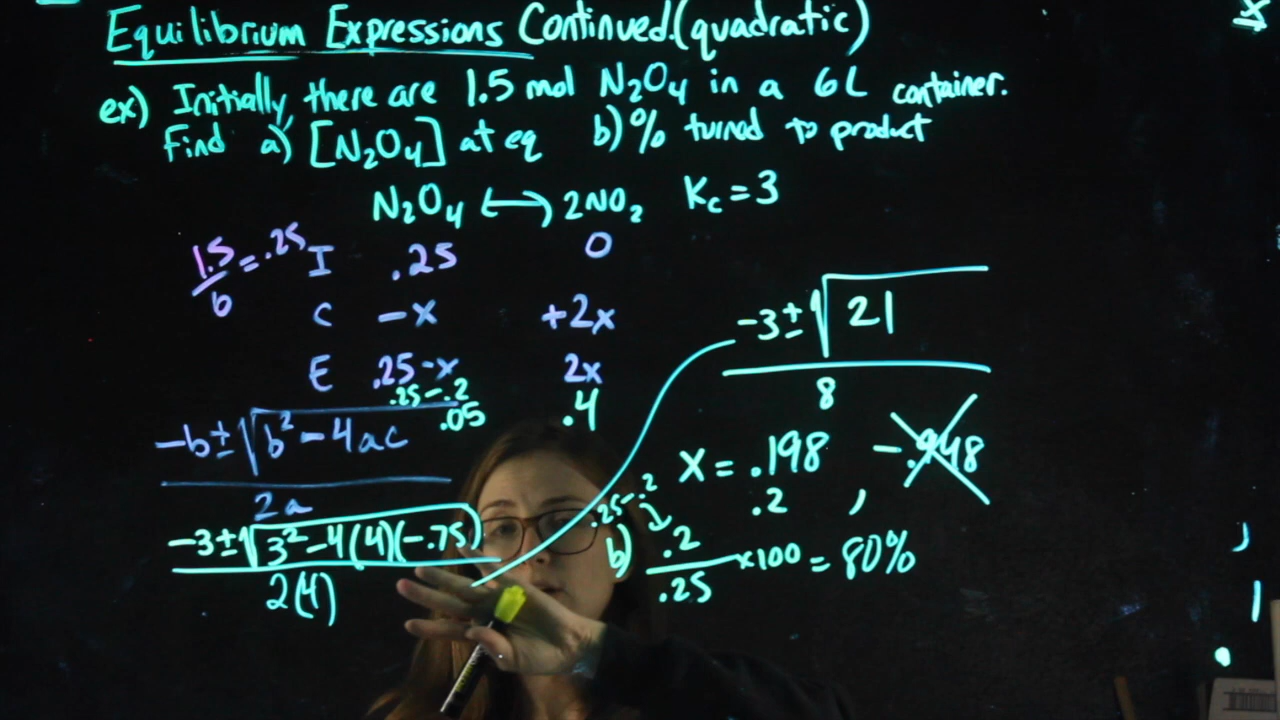 Equilibrium Expressions Continued (quadratic)
ex) Initially, there are 1.5 mol N₂O₄ in a 6L container.
Find a) [N₂O₄] at eq b) % turned to product
N₂O₄ ⟷ 2NO₂ Kc = 3
1.5/6 = .25
I .25 0
C -x +2x
E .25-x 2x
.25-.2
.05 .4
-b±√b²-4ac
2a
-3±√3²-4(4)(-.75)
2(4)
-3±√21
8
x = .198 , -.948
.2
.25-.2
b) .2/.25 ×100 = 80%
x